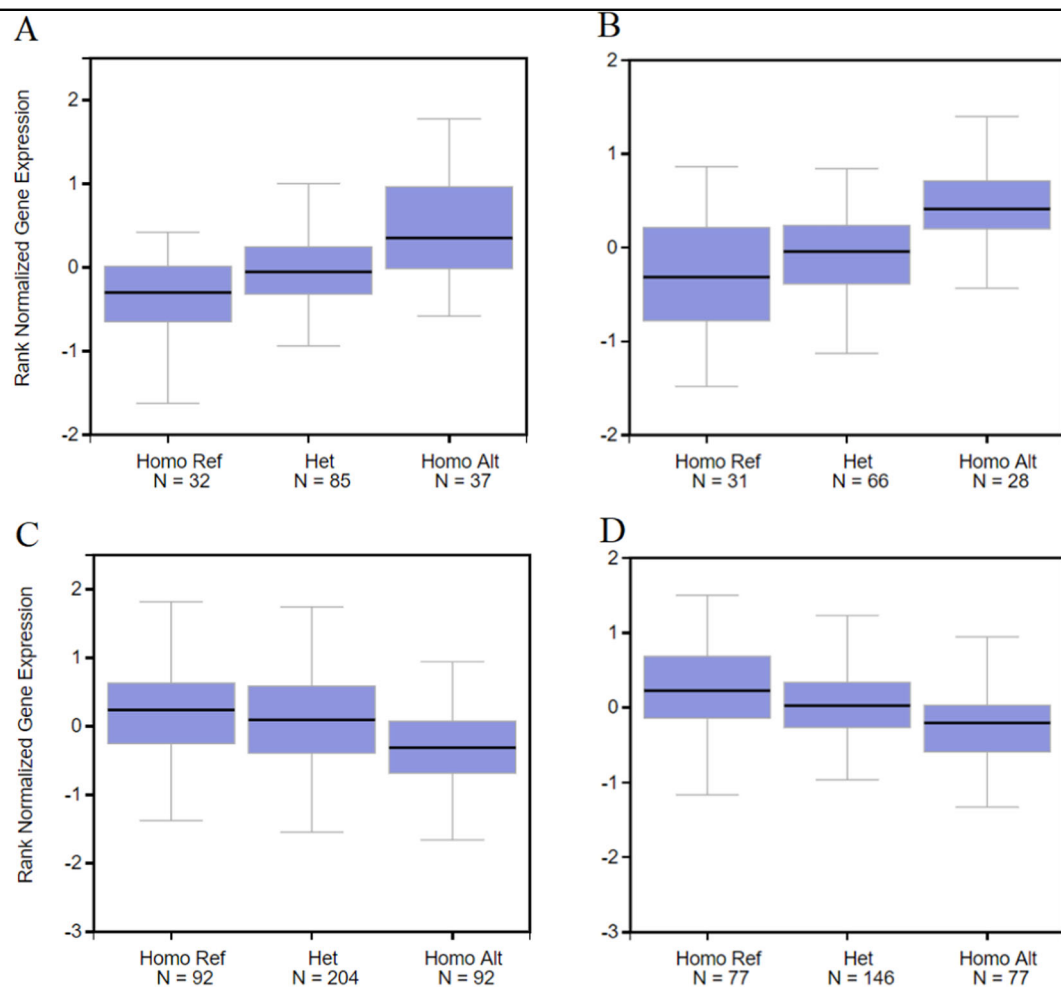 A
Rank Normalized Gene Expression
2
1
0
-1
-2
Homo Ref Het Homo Alt
N = 32 N = 85 N = 37
B
2
1
0
-1
-2
Homo Ref Het Homo Alt
N = 31 N = 66 N = 28
C
Rank Normalized Gene Expression
2
1
0
-1
-2
-3
Homo Ref Het Homo Alt
N = 92 N = 204 N = 92
D
2
1
0
-1
-2
-3
Homo Ref Het Homo Alt
N = 77 N = 146 N = 77